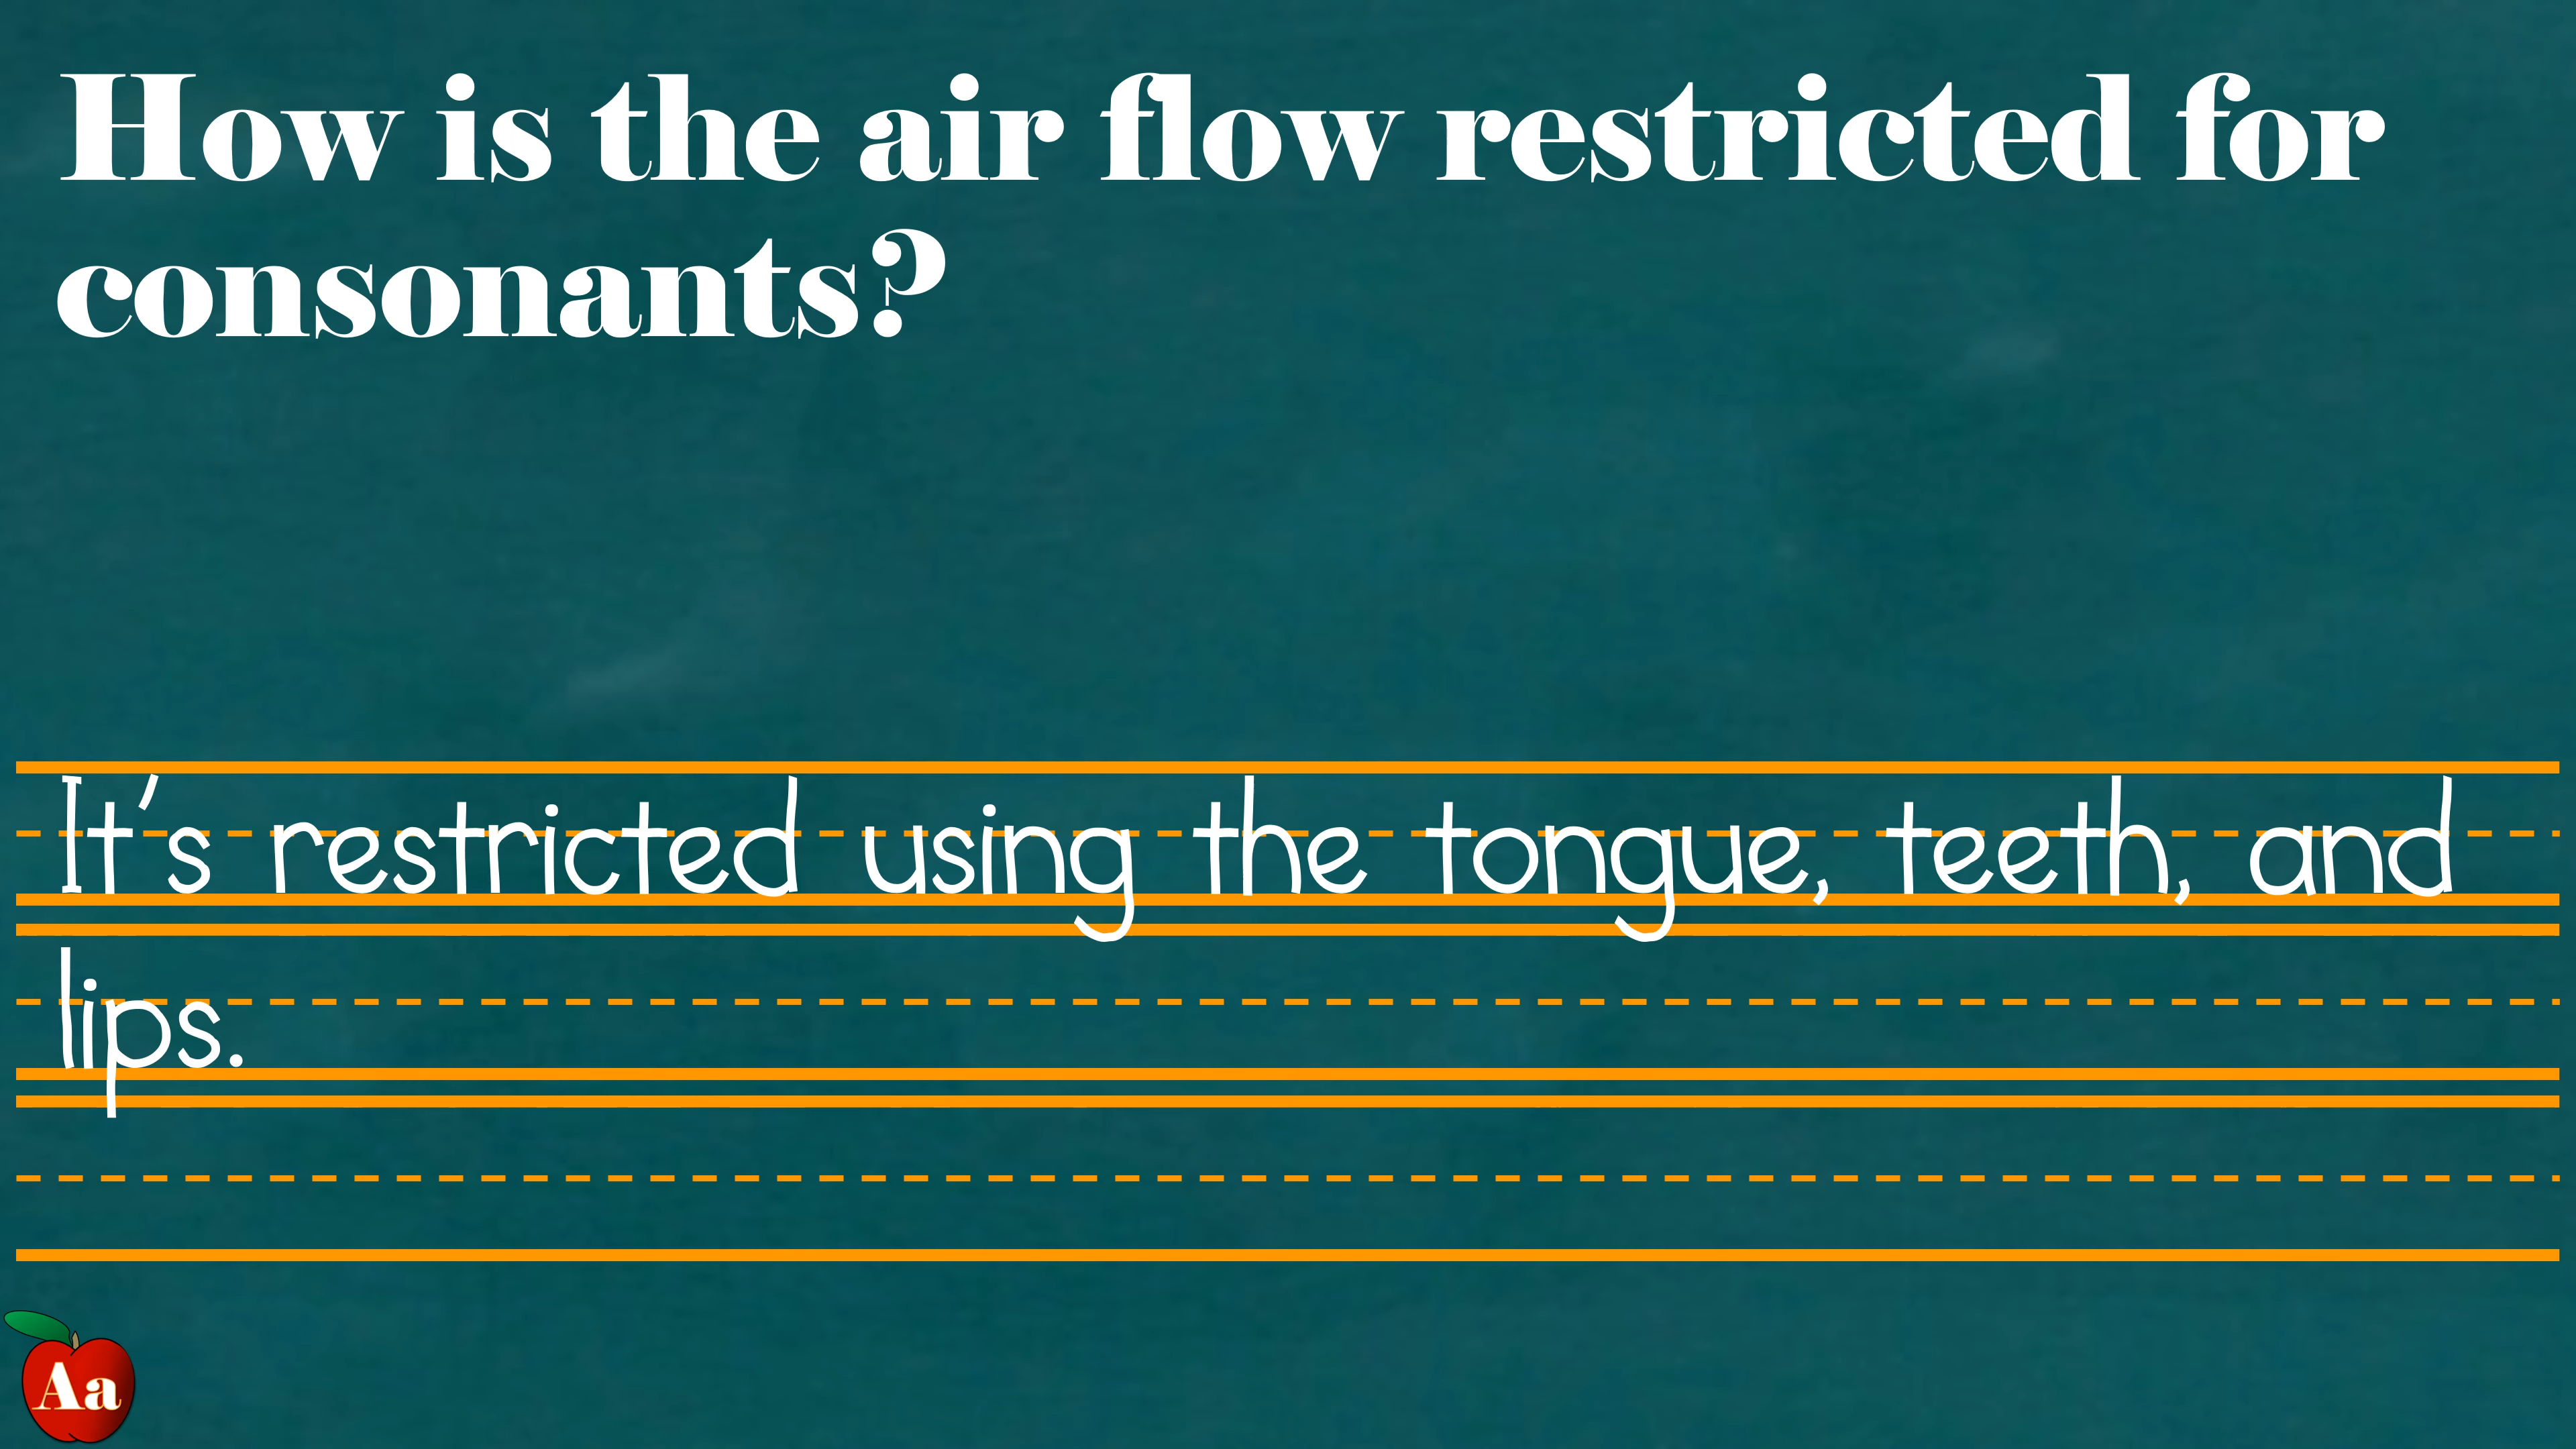 How is the air flow restricted for
consonants?
It's restricted using the tongue, teeth, and
lips.
Aa